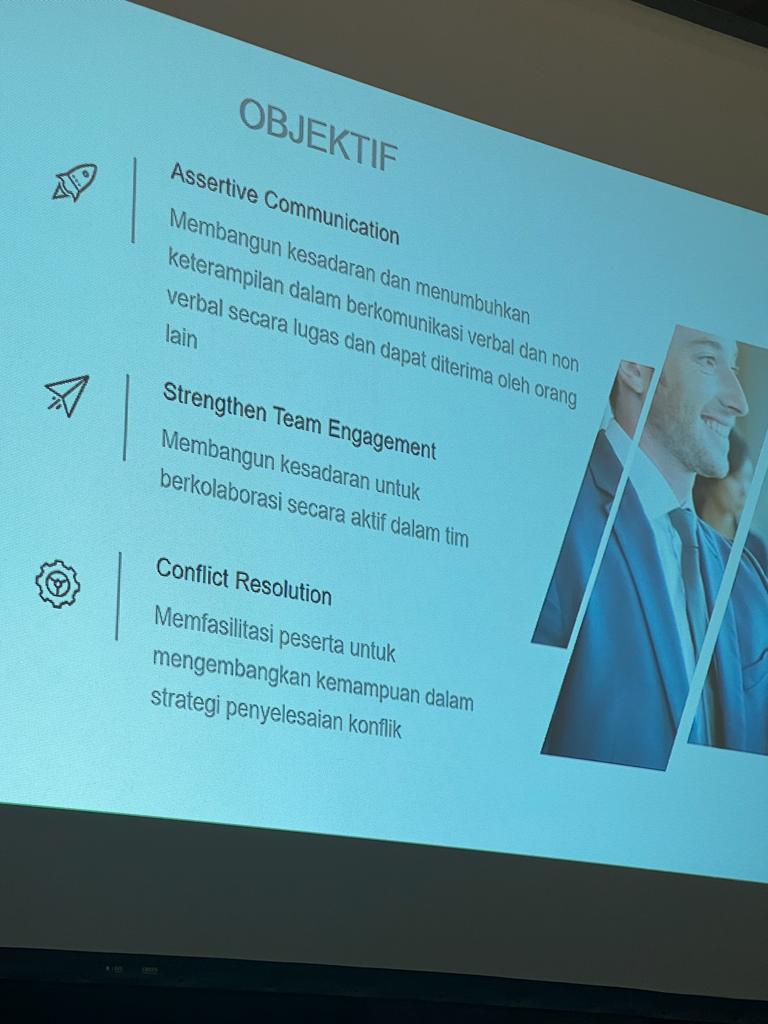 OBJEKTIF
Assertive Communication
Membangun kesadaran dan menumbuhkan
keterampilan dalam berkomunikasi verbal dan non
verbal secara lugas dan dapat diterima oleh orang
lain
Strengthen Team Engagement
Membangun kesadaran untuk
berkolaborasi secara aktif dalam tim
Conflict Resolution
Memfasilitasi peserta untuk
mengembangkan kemampuan dalam
strategi penyelesaian konflik